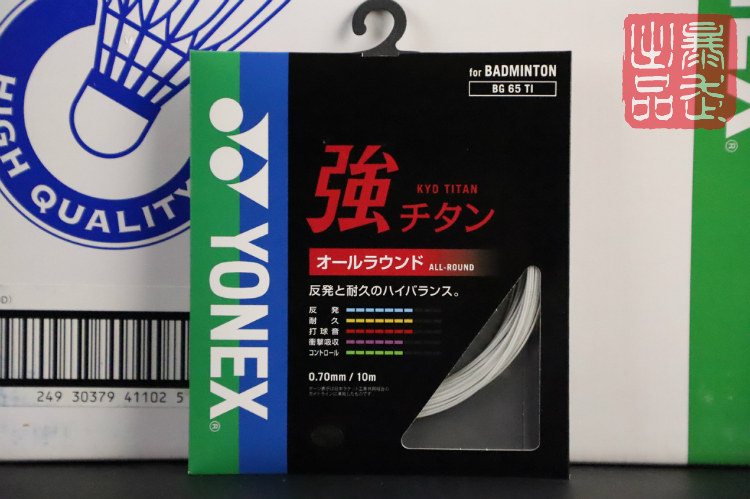 HIGH QUALITY
for BADMINTON
BG 65 TI
YONEX
®
強
KYO TITAN
チタン
オールラウンド ALL-ROUND
反発と耐久のハイバランス。
反 発
耐 久
打 球 音
衝撃吸収
コントロール
0.70mm / 10m
249 30379 41102 5
出品
®